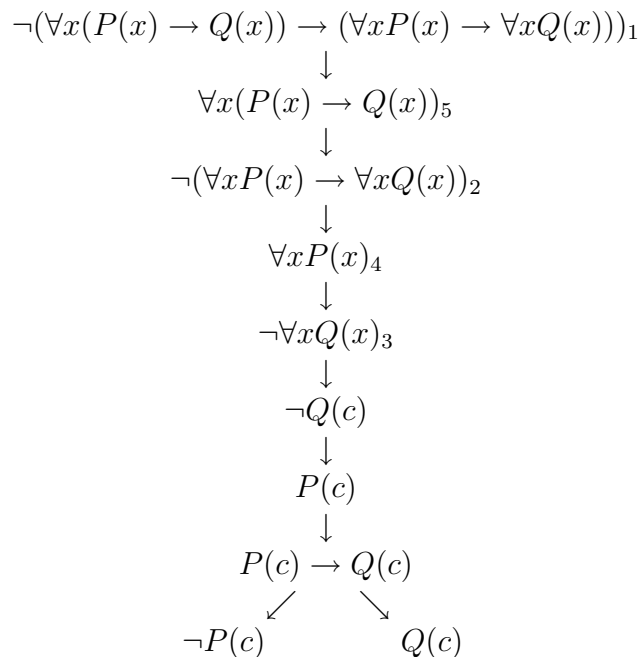 ¬(∀x(P(x) → Q(x)) → (∀xP(x) → ∀xQ(x)))₁
↓
∀x(P(x) → Q(x))₅
↓
¬(∀xP(x) → ∀xQ(x))₂
↓
∀xP(x)₄
↓
¬∀xQ(x)₃
↓
¬Q(c)
↓
P(c)
↓
P(c) → Q(c)
↙ ↘
¬P(c) Q(c)